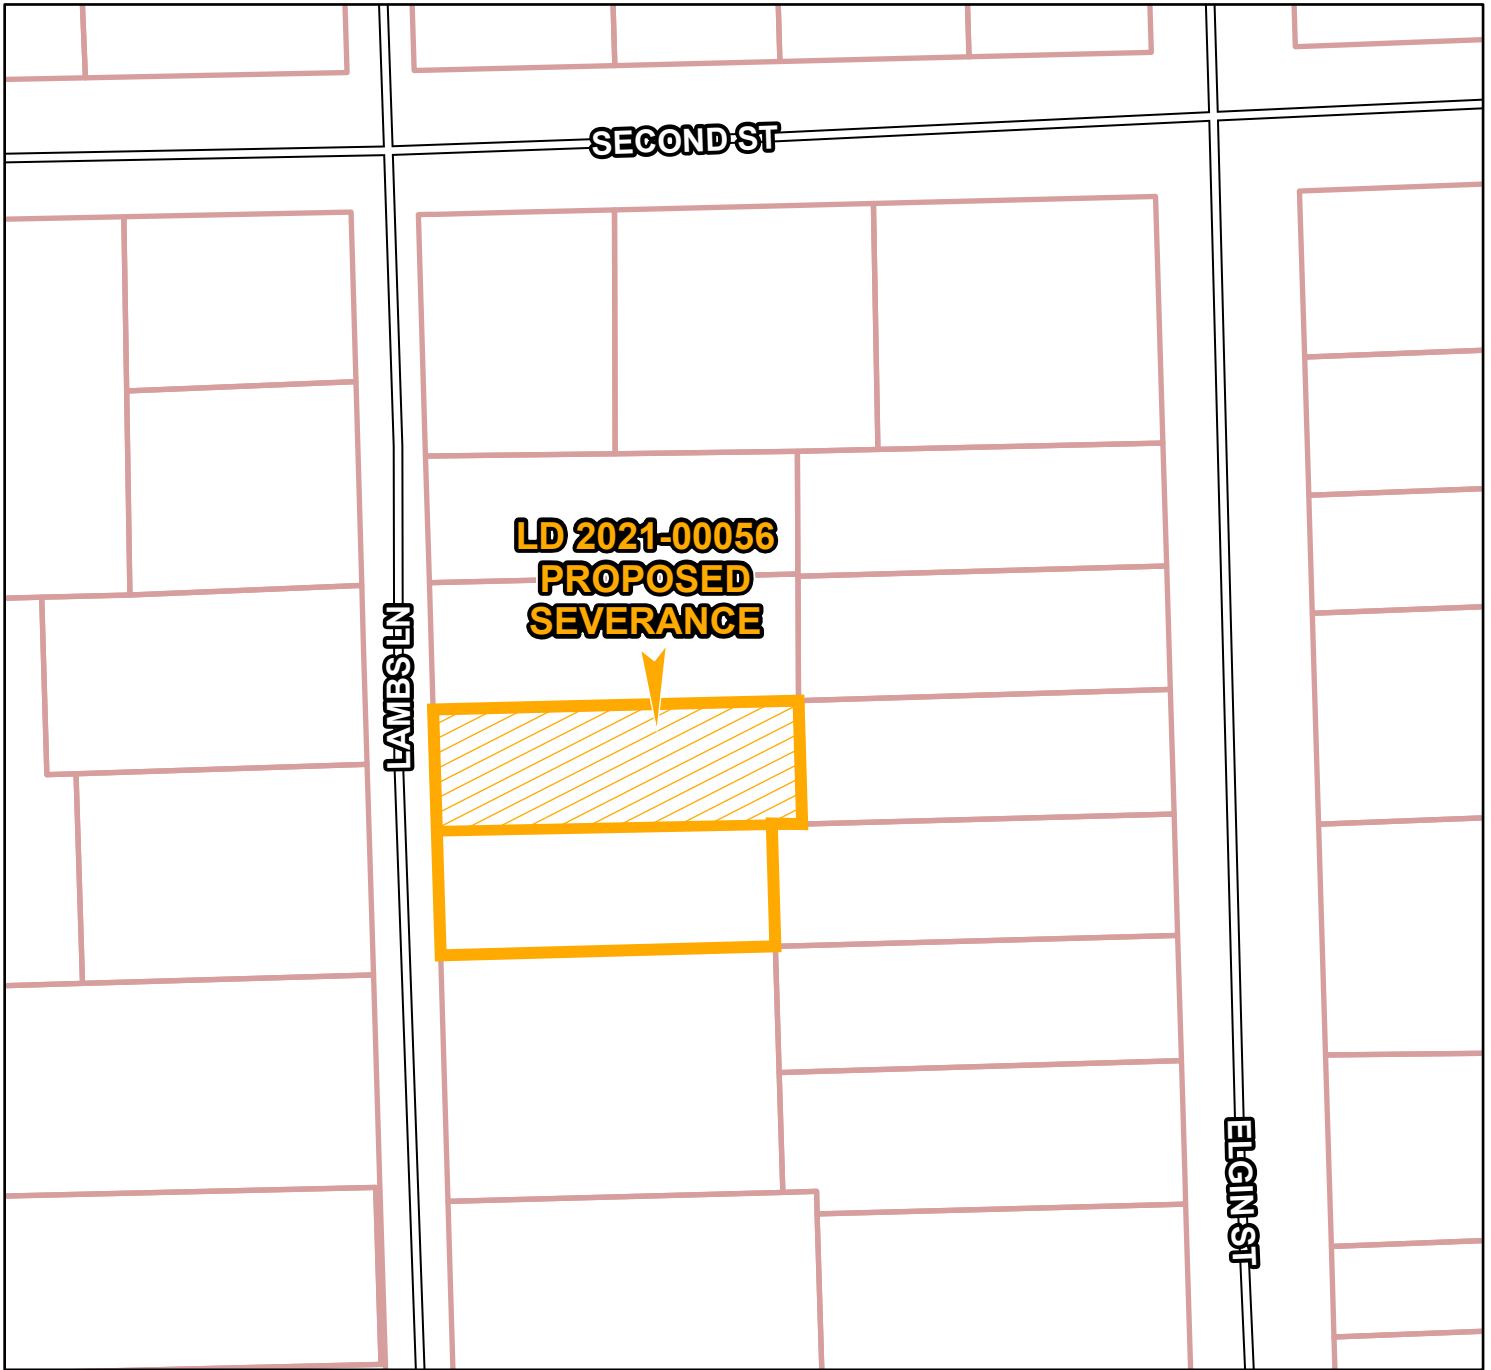 SECOND ST
LD 2021-00056
PROPOSED
SEVERANCE
LAMBS LN
ELGIN ST